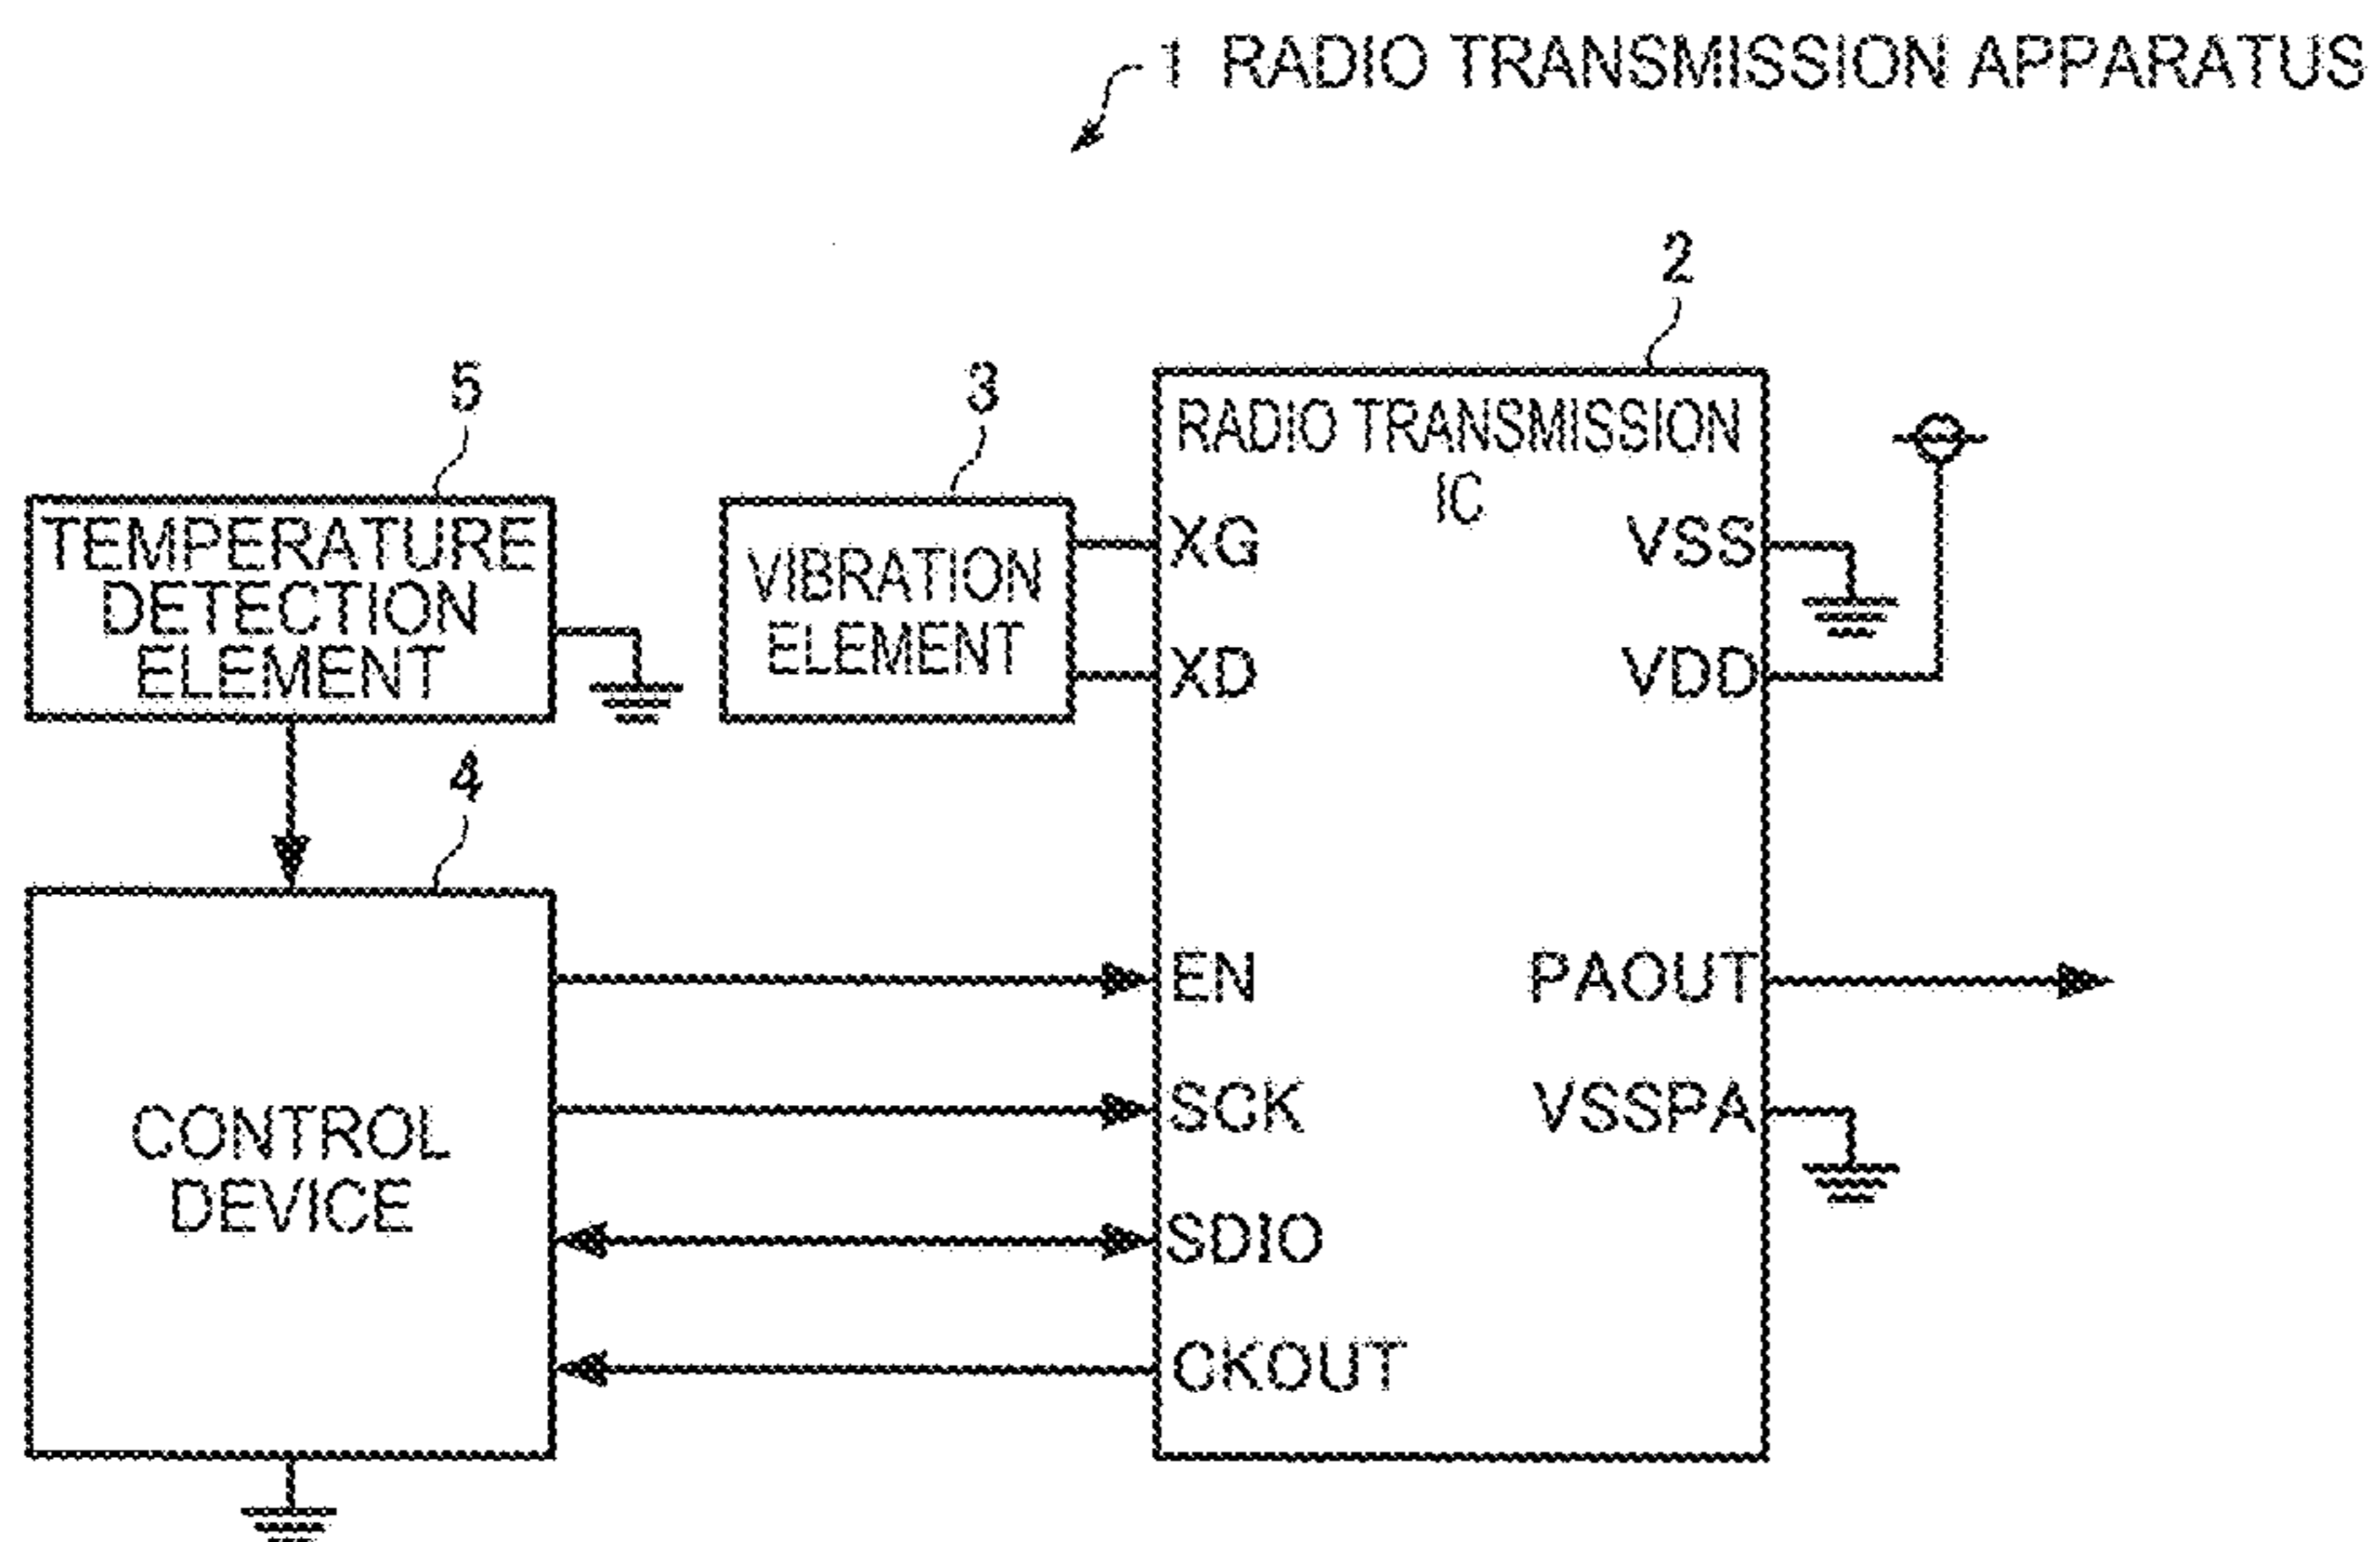 1 RADIO TRANSMISSION APPARATUS
2
5
3
RADIO TRANSMISSION
IC
TEMPERATURE
DETECTION
ELEMENT
VIBRATION
ELEMENT
XG
XD
VSS
VDD
4
CONTROL
DEVICE
EN
SCK
SDIO
CKOUT
PAOUT
VSSPA